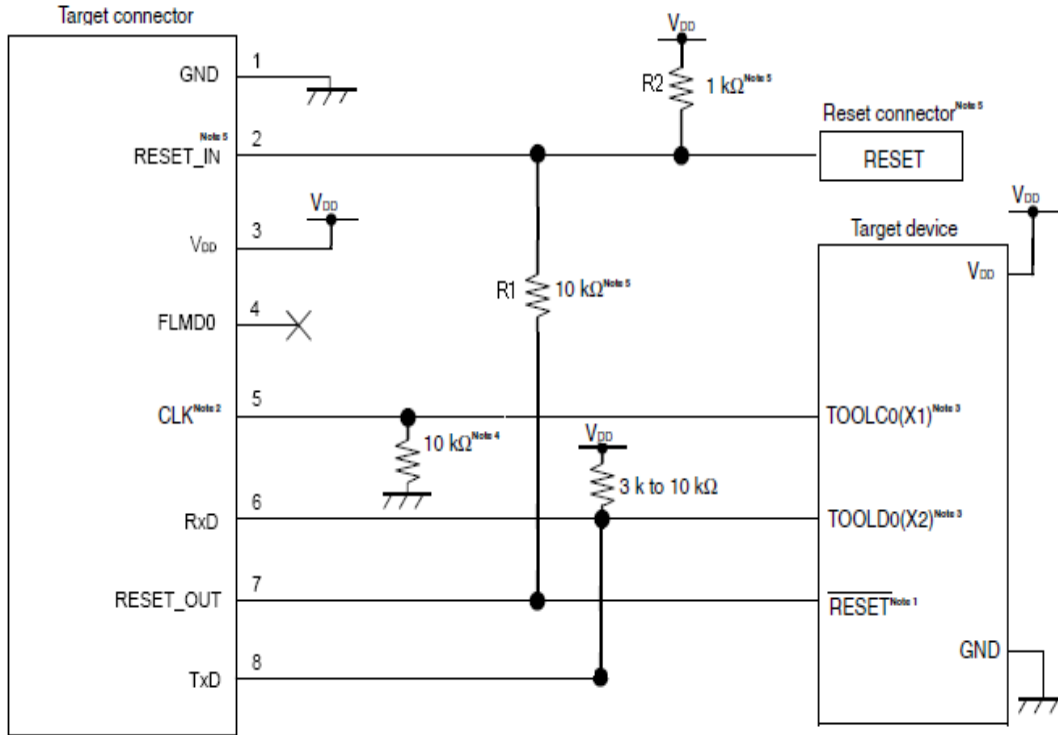 Target connector
GND
1
RESET_IN Note 5
2
VDD
3
VDD
FLMD0
4
CLK Note 2
5
10 kΩ Note 4
RxD
6
RESET_OUT
7
TxD
8
VDD
R2
1 kΩ Note 5
R1
10 kΩ Note 5
VDD
3 k to 10 kΩ
Reset connector Note 5
RESET
VDD
Target device
VDD
TOOLC0(X1) Note 3
TOOLD0(X2) Note 3
RESET Note 1
GND